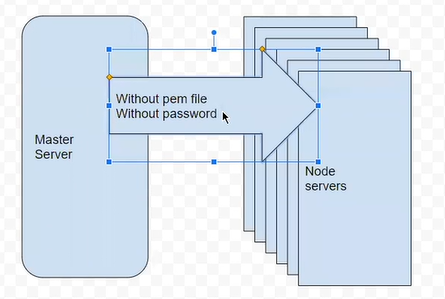 Without pem file
Without password
Master
Server
Node
servers